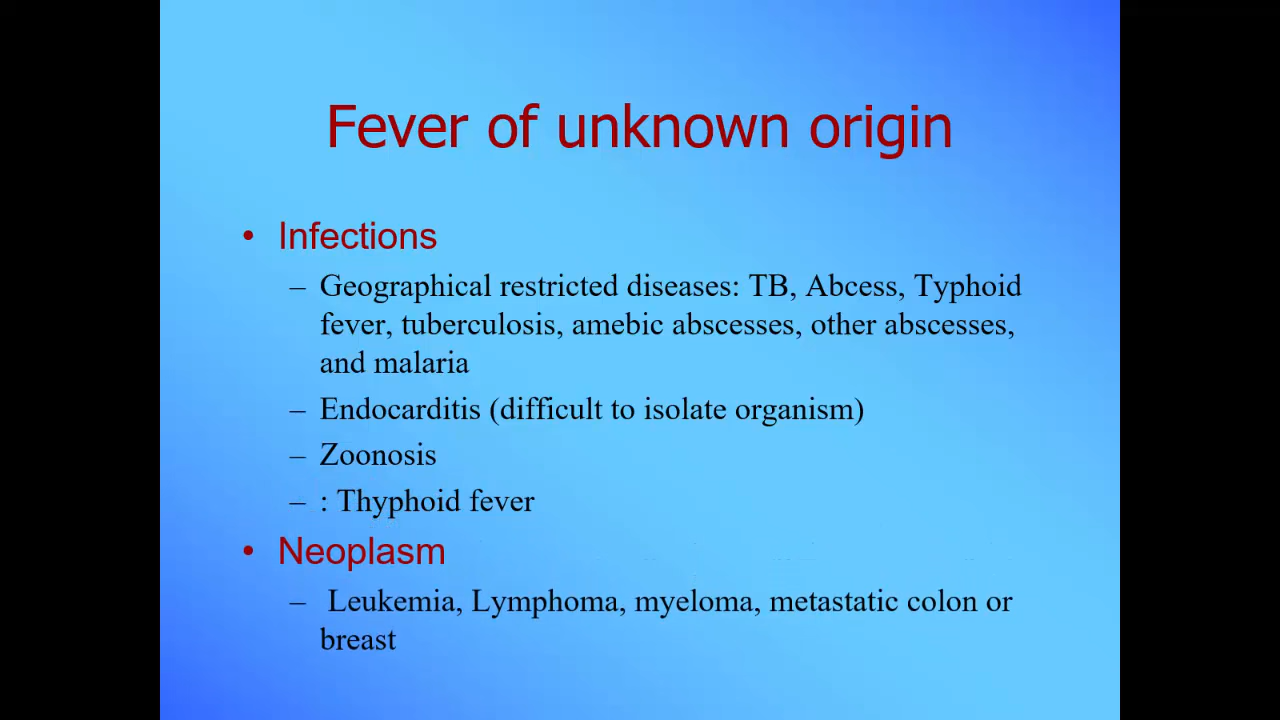 Fever of unknown origin
• Infections
– Geographical restricted diseases: TB, Abcess, Typhoid
fever, tuberculosis, amebic abscesses, other abscesses,
and malaria
– Endocarditis (difficult to isolate organism)
– Zoonosis
– : Thyphoid fever
• Neoplasm
– Leukemia, Lymphoma, myeloma, metastatic colon or
breast